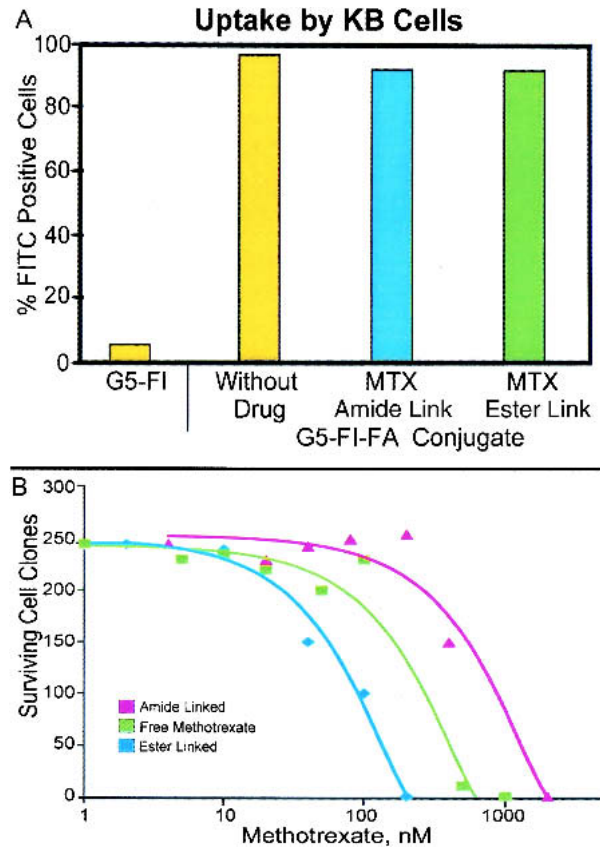 A
Uptake by KB Cells
% FITC Positive Cells
100
80
60
40
20
0
G5-FI
Without
Drug
MTX
Amide Link
MTX
Ester Link
G5-FI-FA Conjugate
B
Surviving Cell Clones
300
250
200
150
100
50
0
Amide Linked
Free Methotrexate
Ester Linked
1
10
100
1000
Methotrexate, nM